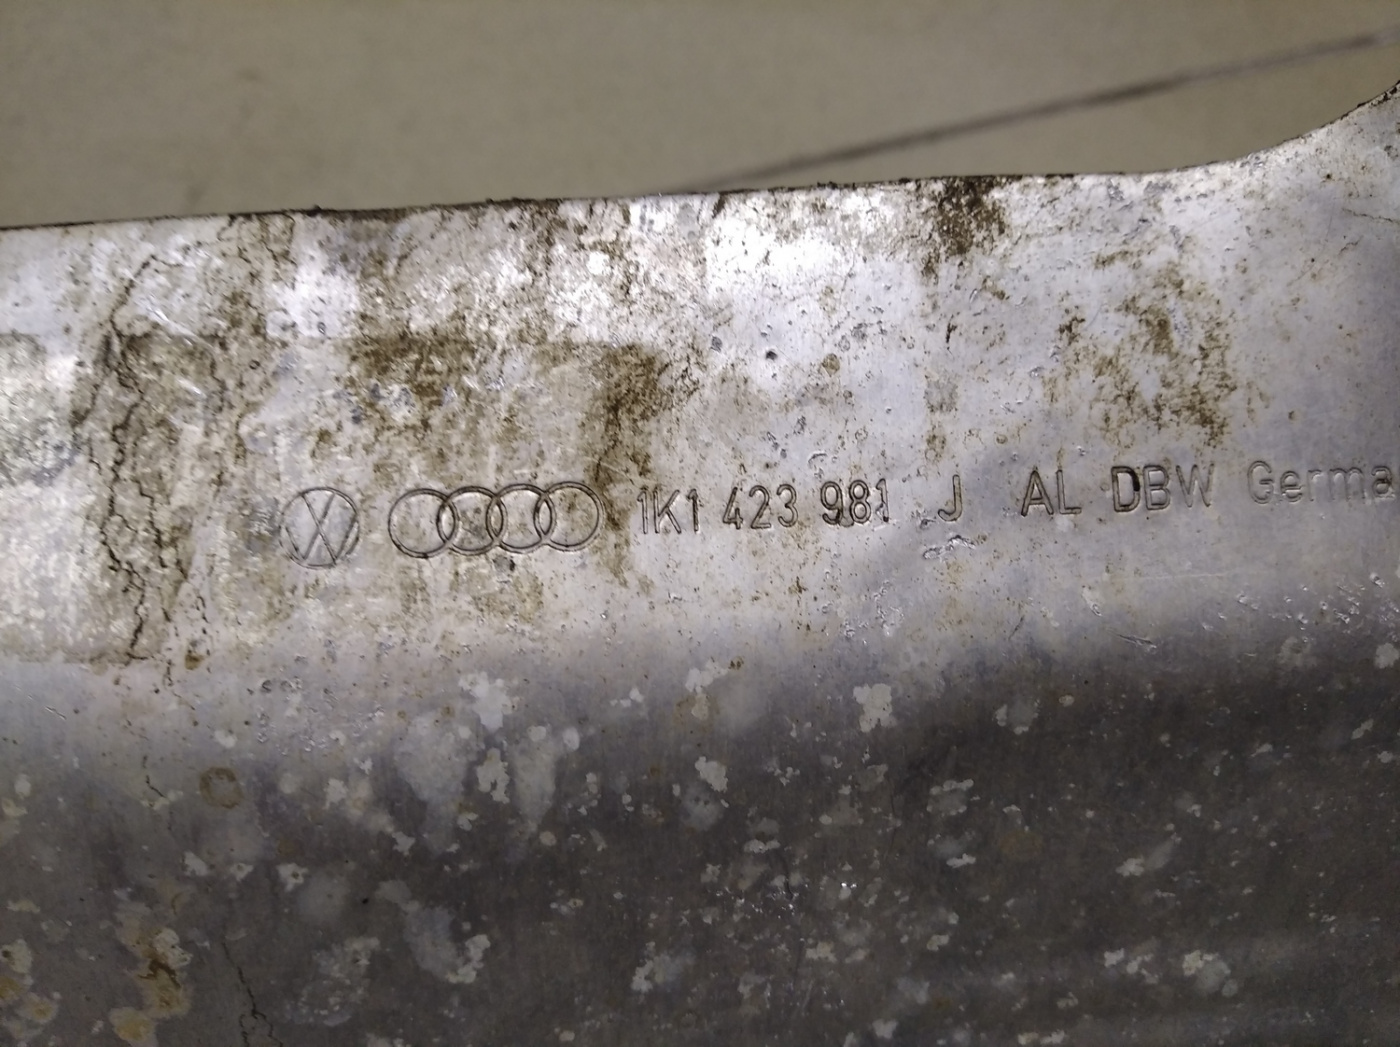 1K1 423 981 J AL DBW Germa